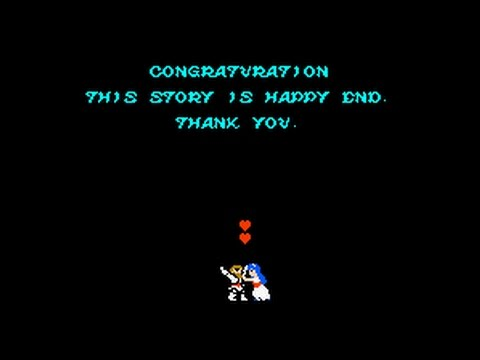 CONGRATURATION
THIS STORY IS HAPPY END.
THANK YOU.